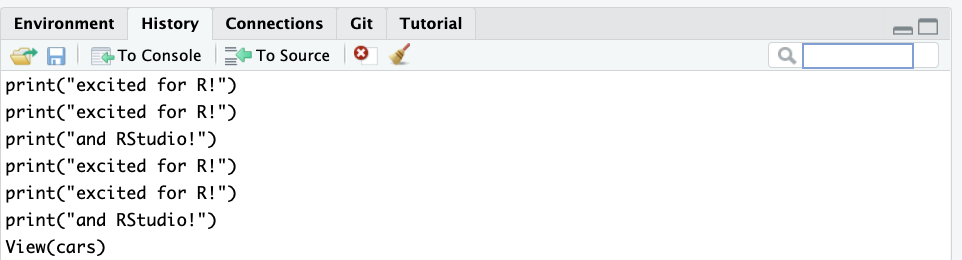 Environment History Connections Git Tutorial
To Console To Source
print("excited for R!")
print("excited for R!")
print("and RStudio!")
print("excited for R!")
print("excited for R!")
print("and RStudio!")
View(cars)